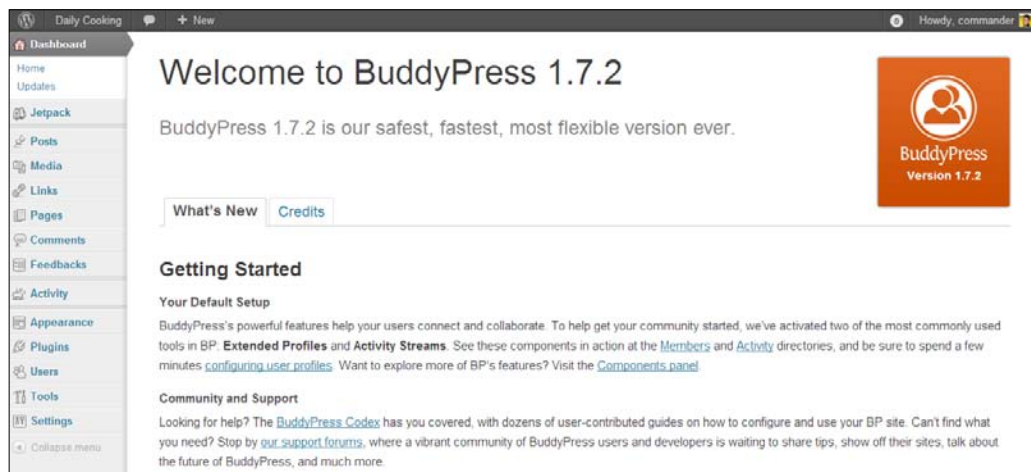 Daily Cooking + New 0 Howdy, commander
Dashboard
Home
Updates
Jetpack
Posts
Media
Links
Pages
Comments
Feedbacks
Activity
Appearance
Plugins
Users
Tools
Settings
Collapse menu
Welcome to BuddyPress 1.7.2
BuddyPress 1.7.2 is our safest, fastest, most flexible version ever.
BuddyPress
Version 1.7.2
What's New Credits
Getting Started
Your Default Setup
BuddyPress's powerful features help your users connect and collaborate. To help get your community started, we've activated two of the most commonly used
tools in BP: Extended Profiles and Activity Streams. See these components in action at the Members and Activity directories, and be sure to spend a few
minutes configuring user profiles. Want to explore more of BP's features? Visit the Components panel.
Community and Support
Looking for help? The BuddyPress Codex has you covered, with dozens of user-contributed guides on how to configure and use your BP site. Can't find what
you need? Stop by our support forums, where a vibrant community of BuddyPress users and developers is waiting to share tips, show off their sites, talk about
the future of BuddyPress, and much more.